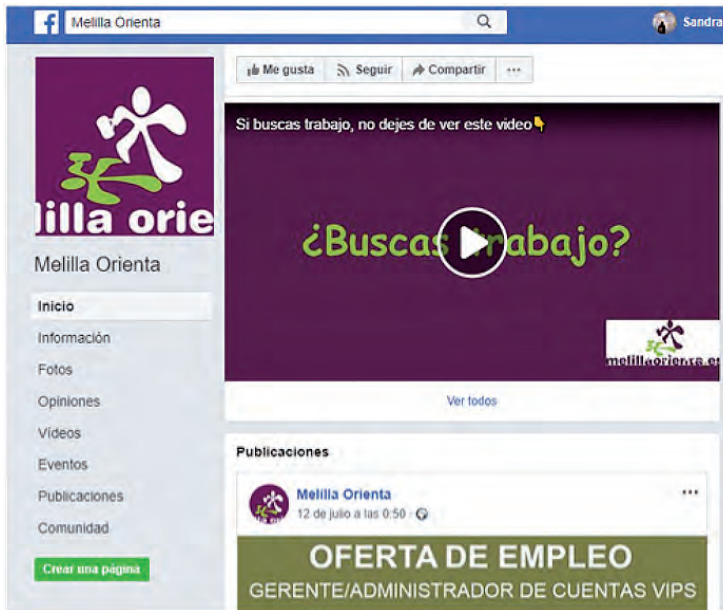 Melilla Orienta
Sandra
Me gusta
Seguir
Compartir
lilla orie
Melilla Orienta
Inicio
Información
Fotos
Opiniones
Vídeos
Eventos
Publicaciones
Comunidad
Crear una página
Si buscas trabajo, no dejes de ver este video
¿Buscas trabajo?
melillaorienta.es
Ver todos
Publicaciones
Melilla Orienta
12 de julio a las 0:50
OFERTA DE EMPLEO
GERENTE/ADMINISTRADOR DE CUENTAS VIPS